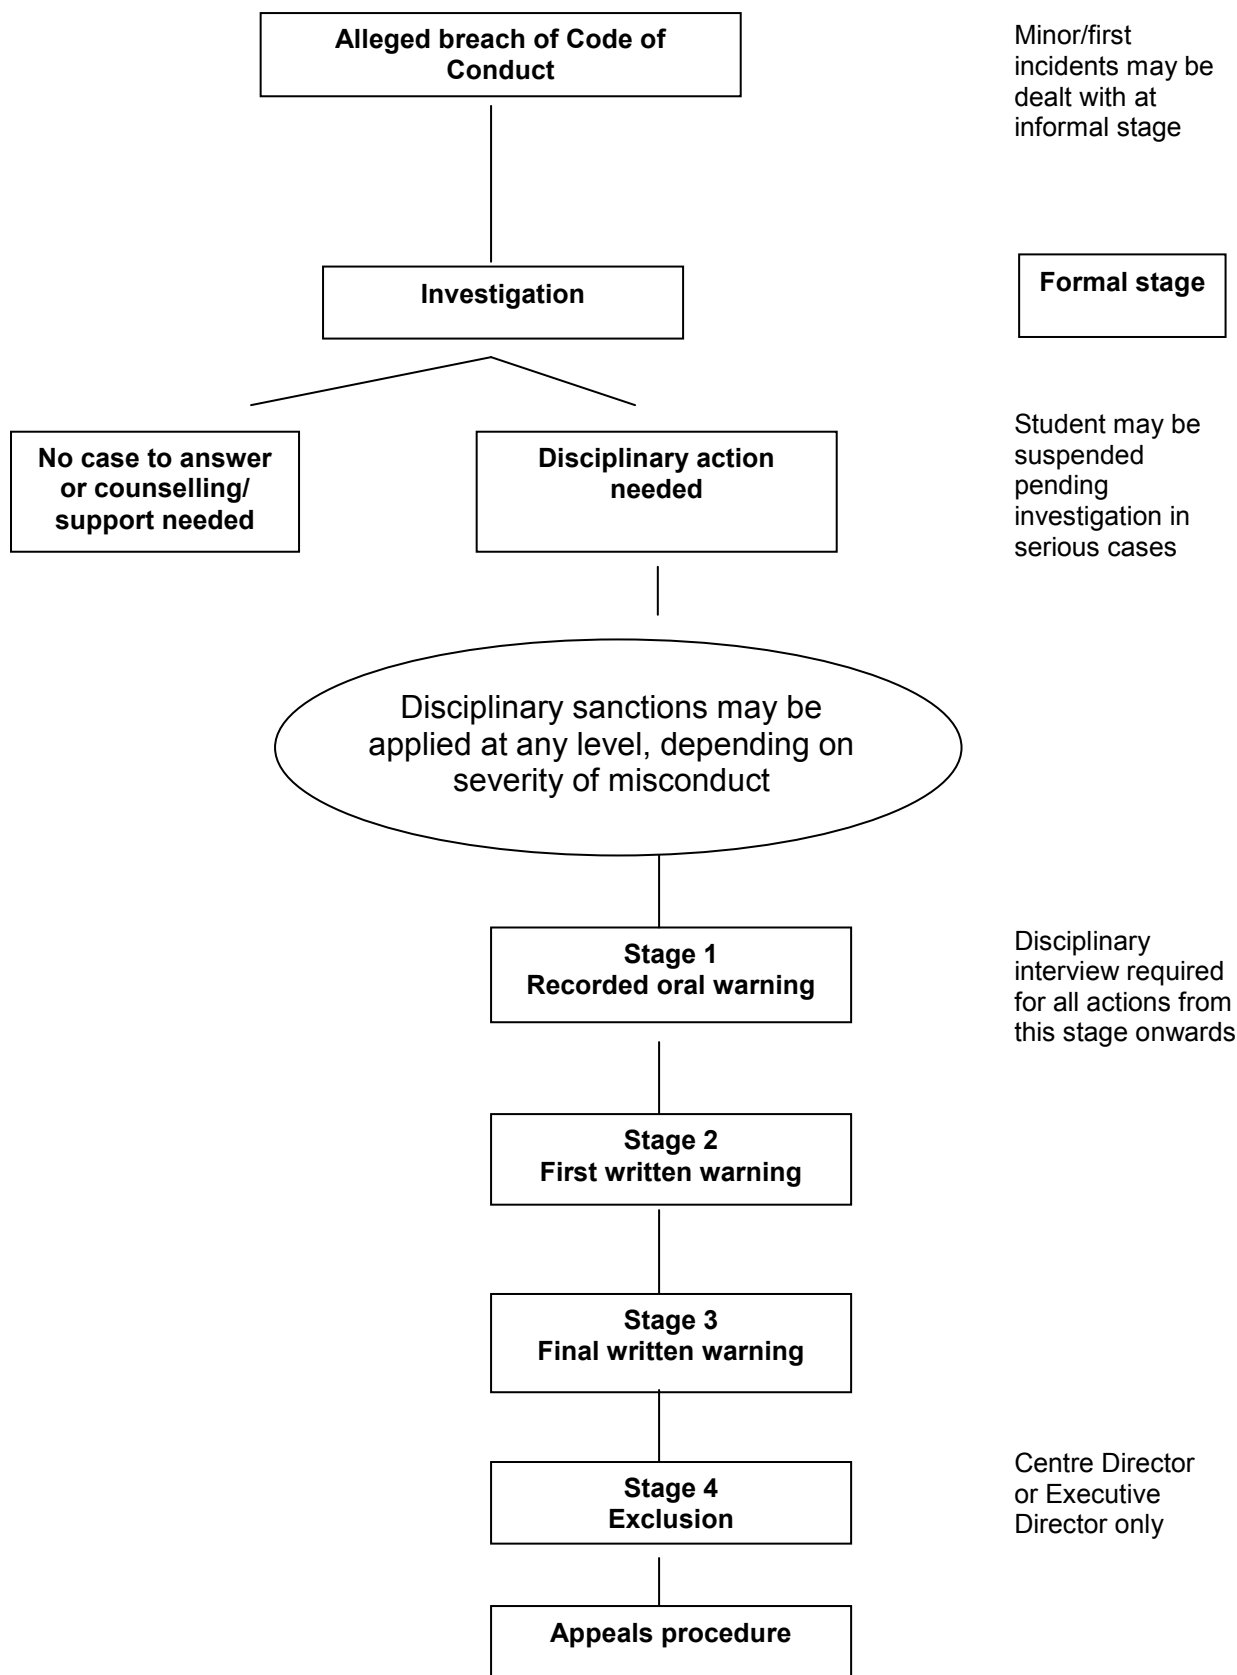 Alleged breach of Code of
Conduct
Minor/first
incidents may be
dealt with at
informal stage
Investigation
Formal stage
No case to answer
or counselling/
support needed
Disciplinary action
needed
Student may be
suspended
pending
investigation in
serious cases
Disciplinary sanctions may be
applied at any level, depending on
severity of misconduct
Stage 1
Recorded oral warning
Disciplinary
interview required
for all actions from
this stage onwards
Stage 2
First written warning
Stage 3
Final written warning
Stage 4
Exclusion
Centre Director
or Executive
Director only
Appeals procedure